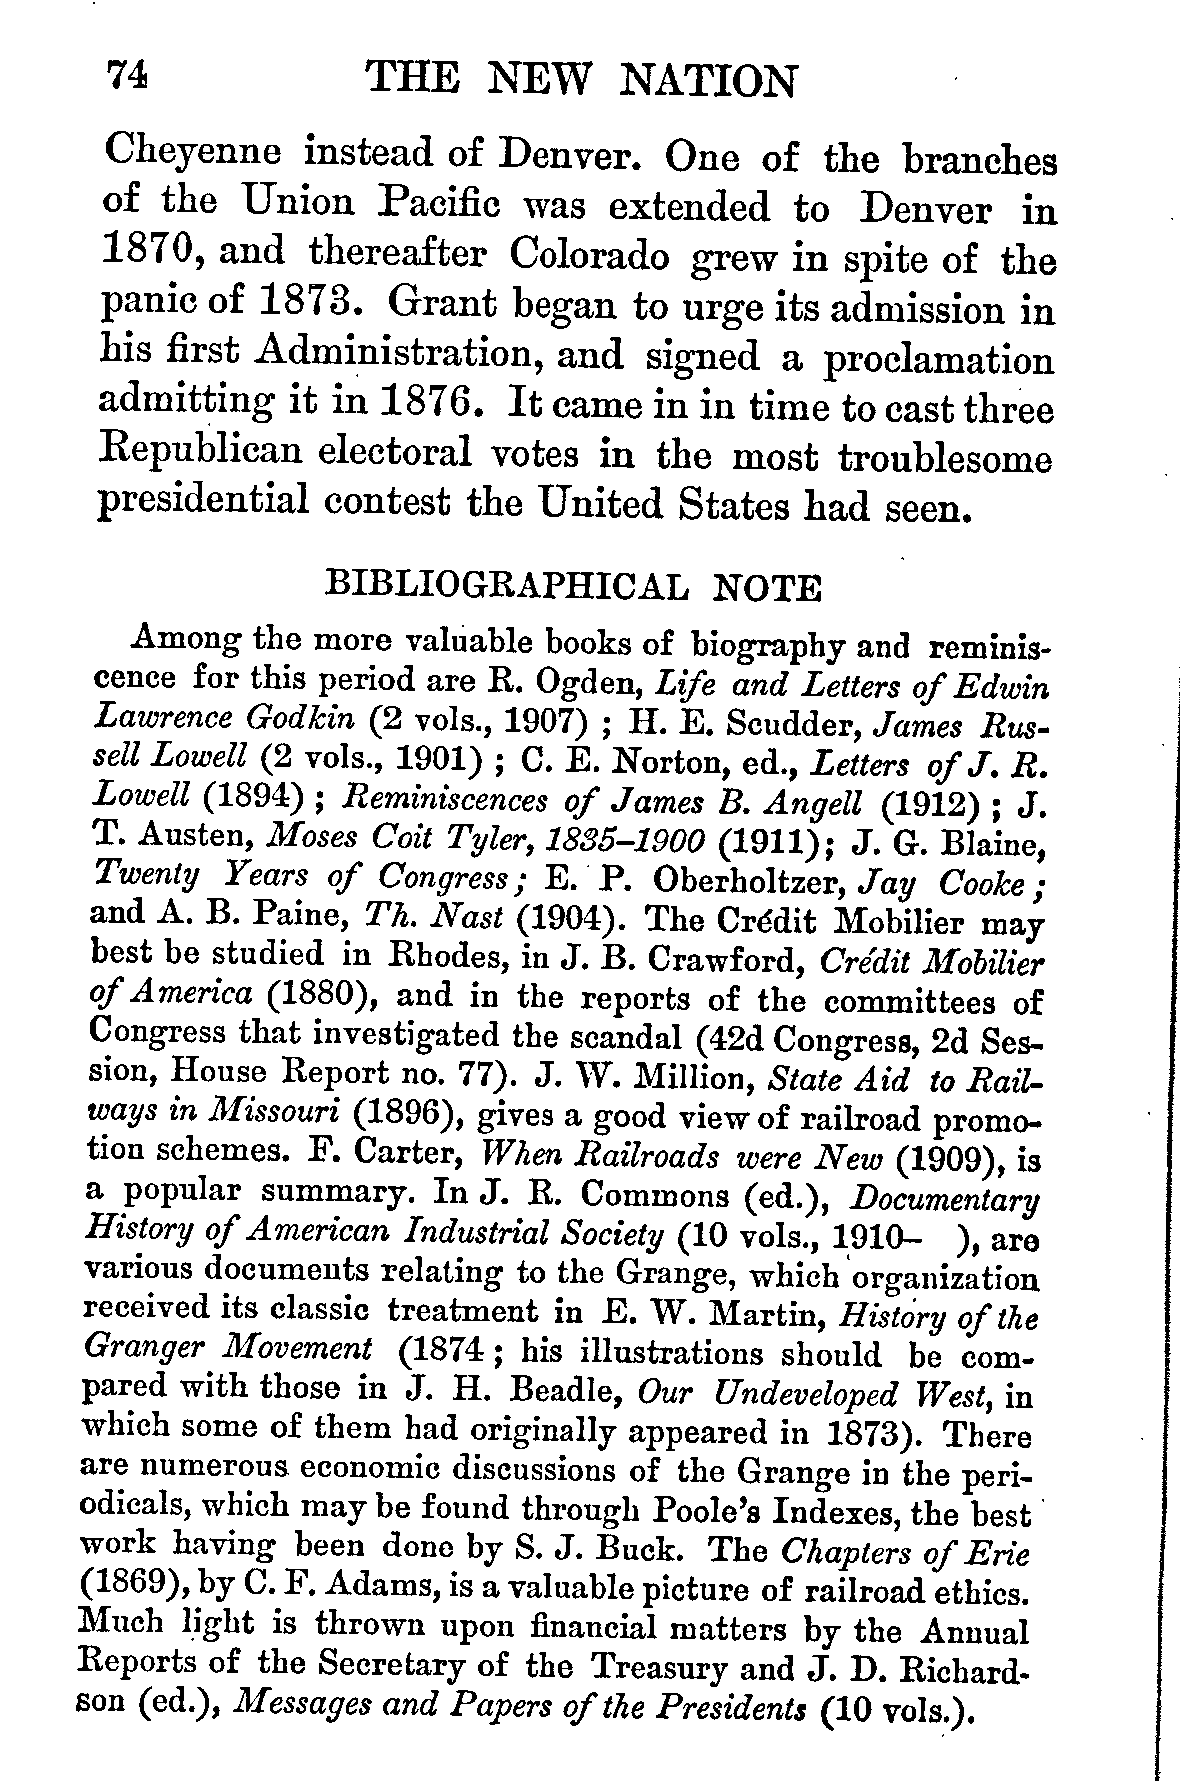 74 THE NEW NATION
Cheyenne instead of Denver. One of the branches
of the Union Pacific was extended to Denver in
1870, and thereafter Colorado grew in spite of the
panic of 1873. Grant began to urge its admission in
his first Administration, and signed a proclamation
admitting it in 1876. It came in in time to cast three
Republican electoral votes in the most troublesome
presidential contest the United States had seen.
BIBLIOGRAPHICAL NOTE
Among the more valuable books of biography and reminis-
cence for this period are R. Ogden, Life and Letters of Edwin
Lawrence Godkin (2 vols., 1907) ; H. E. Scudder, James Rus-
sell Lowell (2 vols., 1901) ; C. E. Norton, ed., Letters of J. R.
Lowell (1894) ; Reminiscences of James B. Angell (1912) ; J.
T. Austen, Moses Coit Tyler, 1835–1900 (1911); J. G. Blaine,
Twenty Years of Congress; E. P. Oberholtzer, Jay Cooke ;
and A. B. Paine, Th. Nast (1904). The Crédit Mobilier may
best be studied in Rhodes, in J. B. Crawford, Crédit Mobilier
of America (1880), and in the reports of the committees of
Congress that investigated the scandal (42d Congress, 2d Ses-
sion, House Report no. 77). J. W. Million, State Aid to Rail-
ways in Missouri (1896), gives a good view of railroad promo-
tion schemes. F. Carter, When Railroads were New (1909), is
a popular summary. In J. R. Commons (ed.), Documentary
History of American Industrial Society (10 vols., 1910– ), are
various documents relating to the Grange, which organization
received its classic treatment in E. W. Martin, History of the
Granger Movement (1874 ; his illustrations should be com-
pared with those in J. H. Beadle, Our Undeveloped West, in
which some of them had originally appeared in 1873). There
are numerous economic discussions of the Grange in the peri-
odicals, which may be found through Poole's Indexes, the best
work having been done by S. J. Buck. The Chapters of Erie
(1869), by C. F. Adams, is a valuable picture of railroad ethics.
Much light is thrown upon financial matters by the Annual
Reports of the Secretary of the Treasury and J. D. Richard-
son (ed.), Messages and Papers of the Presidents (10 vols.).